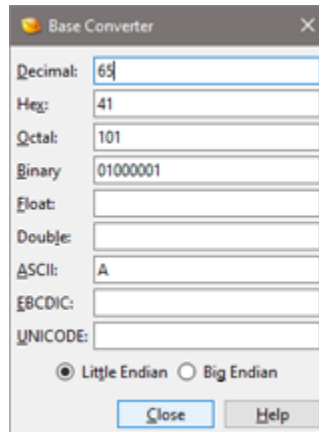 Base Converter
Decimal: 65
Hex: 41
Octal: 101
Binary 01000001
Float:
Double:
ASCII: A
EBCDIC:
UNICODE:
Little Endian Big Endian
Close Help